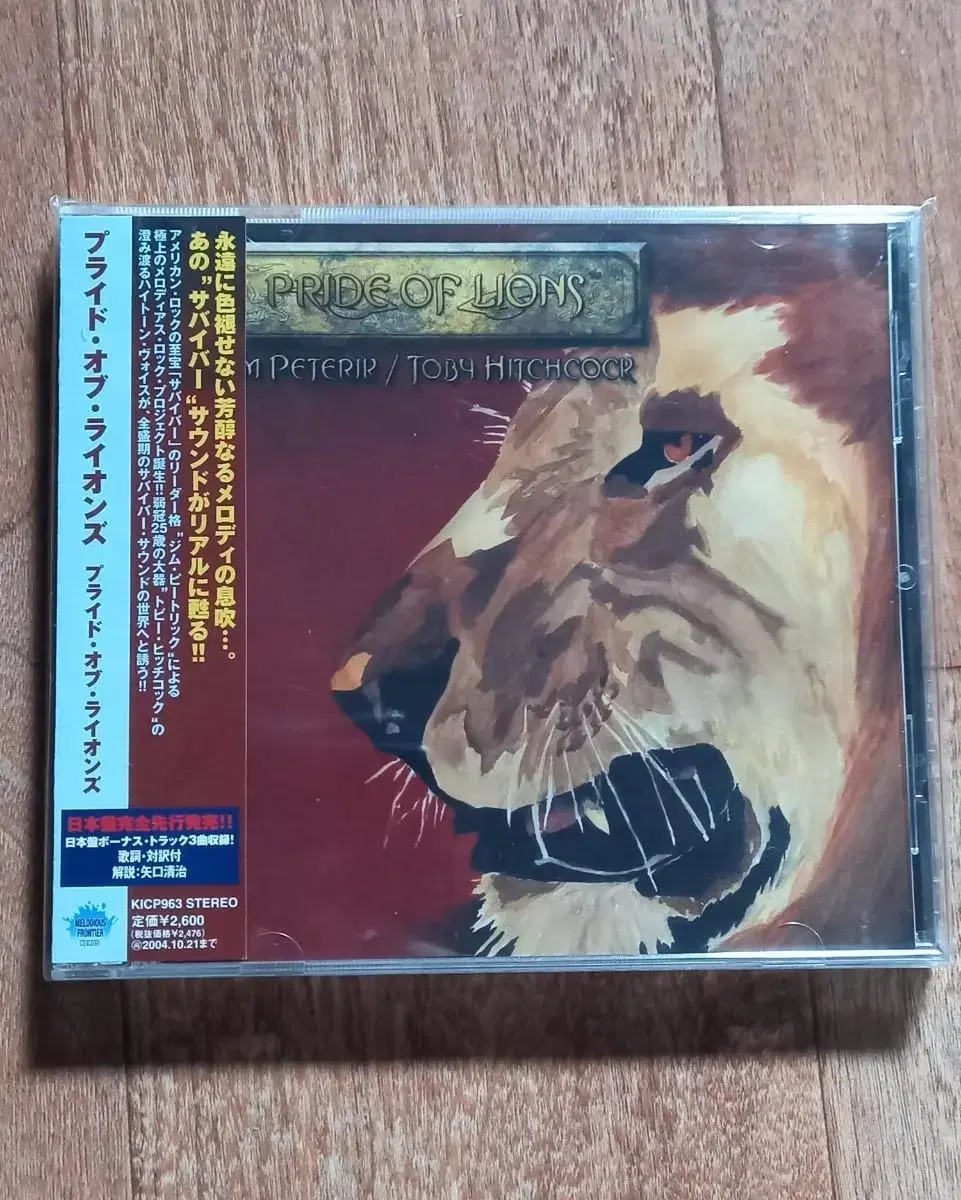 PRIDE OF LIONS™
M PETERIK / TOBY HITCHCOCK
プライド・オブ・ライオンズ プライド・オブ・ライオンズ
永遠に色褪せない芳醇なるメロディの息吹…。
あの”サバイバー“サウンドがリアルに甦る!!
アメリカン・ロックの至宝「サバイバー」のリーダー格”ジム・ピートリック“による
極上のメロディアス・ロック・プロジェクト誕生!!弱冠25歳の大器”トビー・ヒッチコック“の
澄み渡るハイトーン・ヴォイスが、全盛期のサバイバー・サウンドの世界へと誘う!!
日本盤完全先行発売!!
日本盤ボーナス・トラック3曲収録!
歌詞・対訳付
解説:矢口清治
MELODIOUS
FRONTIER
NEXUS
KICP963 STEREO
定価¥2,600
(税抜価格¥2,476)
㊢2004.10.21まで